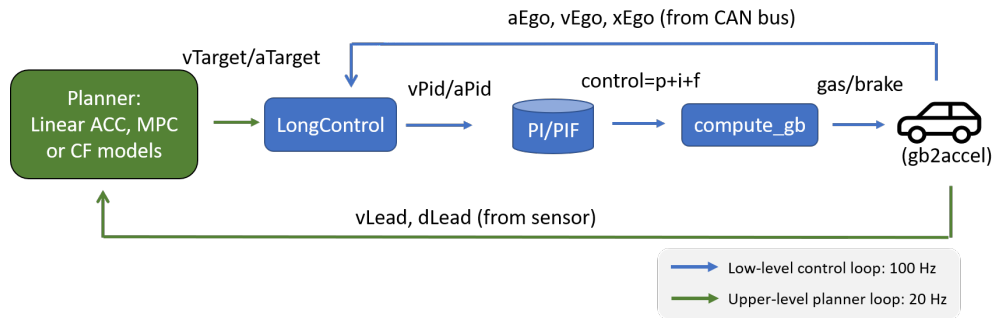 aEgo, vEgo, xEgo (from CAN bus)
vTarget/aTarget
Planner:
Linear ACC, MPC
or CF models
LongControl
vPid/aPid
PI/PIF
control=p+i+f
compute_gb
gas/brake
(gb2accel)
vLead, dLead (from sensor)
Low-level control loop: 100 Hz
Upper-level planner loop: 20 Hz